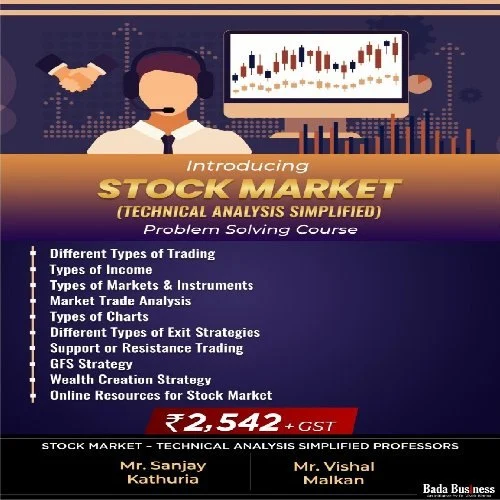 Introducing
STOCK MARKET
(TECHNICAL ANALYSIS SIMPLIFIED)
Problem Solving Course
Different Types of Trading
Types of Income
Types of Markets & Instruments
Market Trade Analysis
Types of Charts
Different Types of Exit Strategies
Support or Resistance Trading
GFS Strategy
Wealth Creation Strategy
Online Resources for Stock Market
₹2,542 + GST
STOCK MARKET – TECHNICAL ANALYSIS SIMPLIFIED PROFESSORS
Mr. Sanjay
Kathuria
Mr. Vishal
Malkan
Bada Business